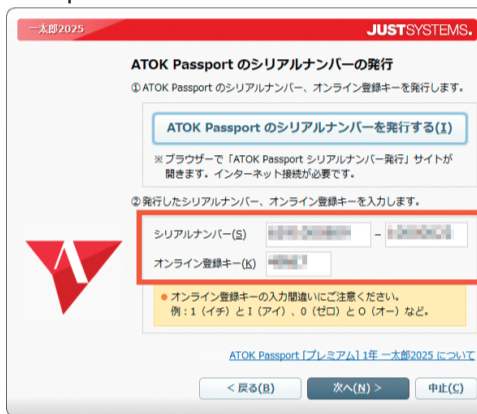 一太郎2025
JUSTSYSTEMS.
ATOK Passport のシリアルナンバーの発行
①ATOK Passport のシリアルナンバー、オンライン登録キーを発行します。
ATOK Passport のシリアルナンバーを発行する(I)
※ブラウザーで「ATOK Passport シリアルナンバー発行」サイトが
開きます。インターネット接続が必要です。
②発行したシリアルナンバー、オンライン登録キーを入力します。
シリアルナンバー(S) –
オンライン登録キー(K)
●オンライン登録キーの入力間違いにご注意ください。
例：1（イチ）とI（アイ）、0（ゼロ）とO（オー）など。
ATOK Passport [プレミアム] 1年 一太郎2025 について
< 戻る(B) 次へ(N) > 中止(C)